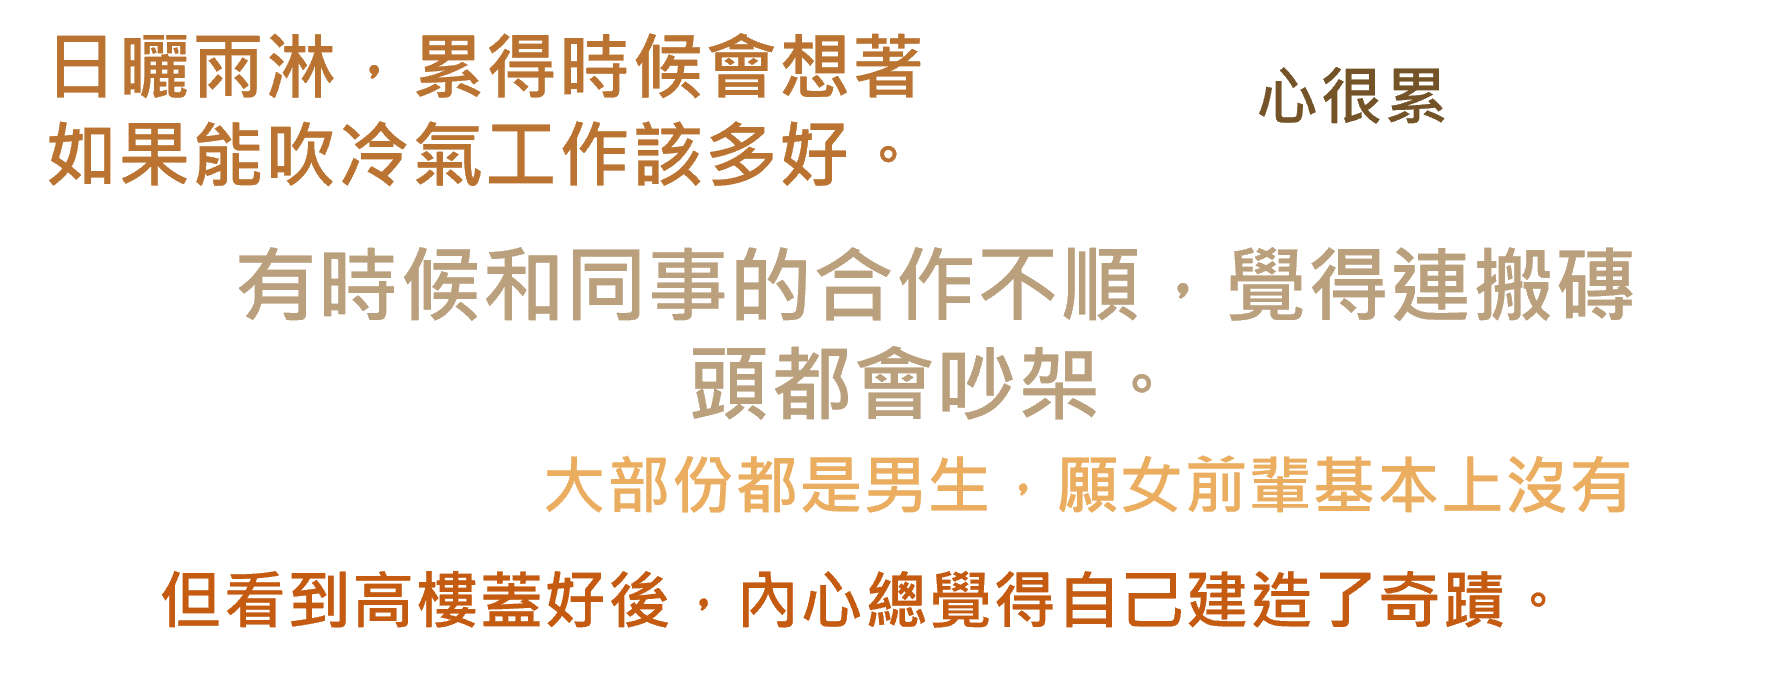 日曬雨淋，累得時候會想著
如果能吹冷氣工作該多好。
心很累
有時候和同事的合作不順，覺得連搬磚
頭都會吵架。
大部份都是男生，願女前輩基本上沒有
但看到高樓蓋好後，內心總覺得自己建造了奇蹟。